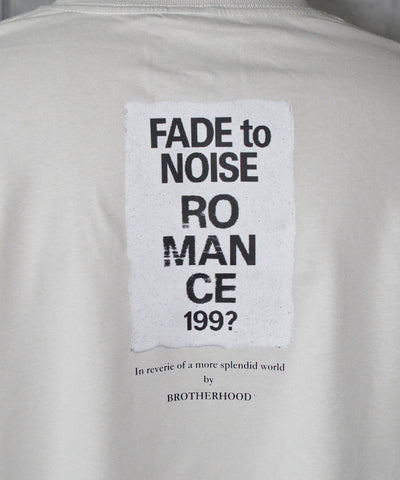 FADE to
NOISE
RO
MAN
CE
199?
In reverie of a more splendid world
by
BROTHERHOOD